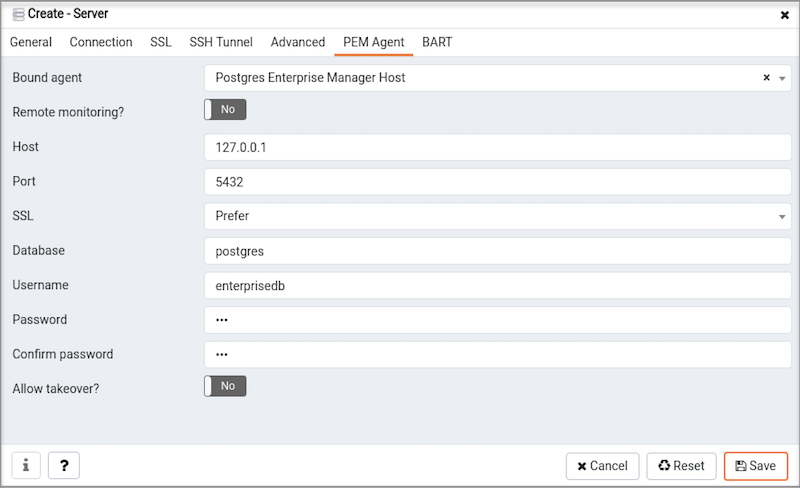 Create - Server
General Connection SSL SSH Tunnel Advanced PEM Agent BART
Bound agent Postgres Enterprise Manager Host
Remote monitoring? No
Host 127.0.0.1
Port 5432
SSL Prefer
Database postgres
Username enterprisedb
Password •••
Confirm password •••
Allow takeover? No
i ? Cancel Reset Save